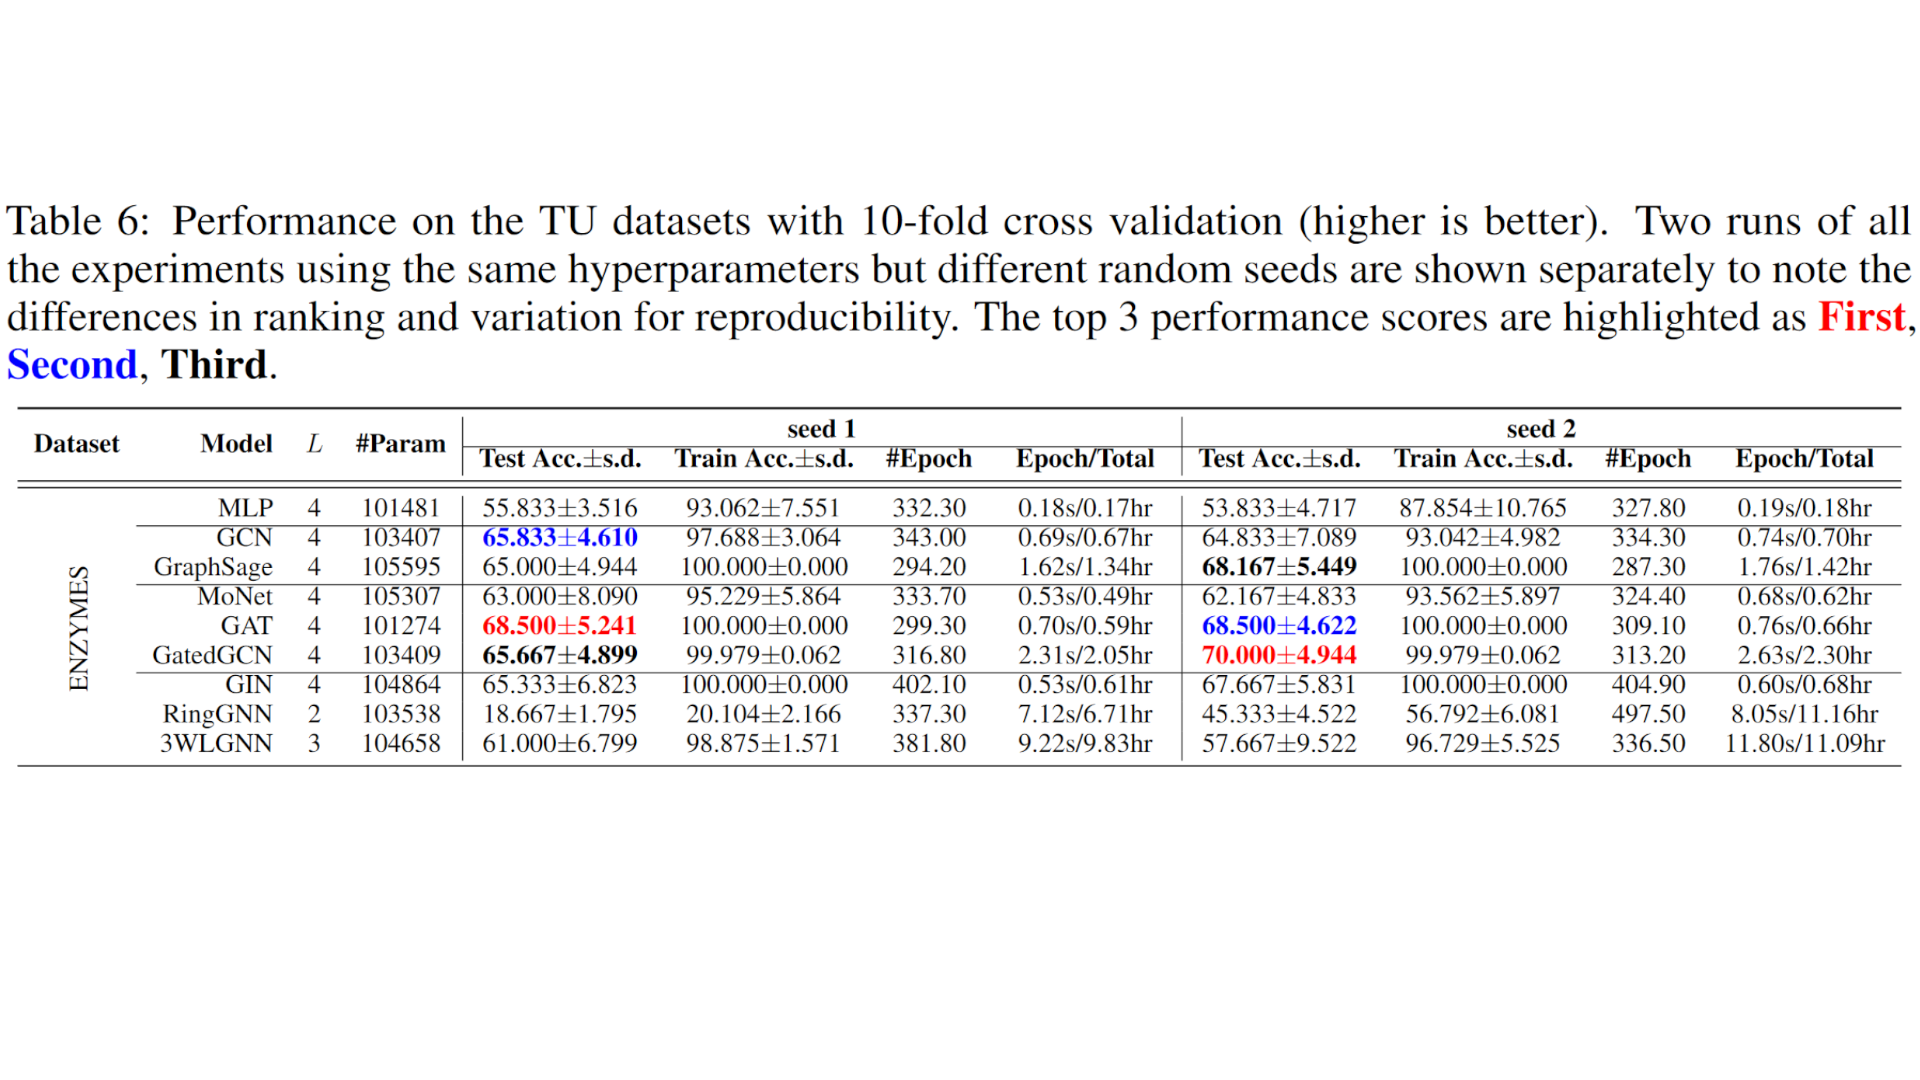 Table 6: Performance on the TU datasets with 10-fold cross validation (higher is better). Two runs of all
the experiments using the same hyperparameters but different random seeds are shown separately to note the
differences in ranking and variation for reproducibility. The top 3 performance scores are highlighted as First,
Second, Third.
Dataset Model L #Param seed 1 seed 2
Test Acc.±s.d. Train Acc.±s.d. #Epoch Epoch/Total Test Acc.±s.d. Train Acc.±s.d. #Epoch Epoch/Total
ENZYMES
MLP 4 101481 55.833±3.516 93.062±7.551 332.30 0.18s/0.17hr 53.833±4.717 87.854±10.765 327.80 0.19s/0.18hr
GCN 4 103407 65.833±4.610 97.688±3.064 343.00 0.69s/0.67hr 64.833±7.089 93.042±4.982 334.30 0.74s/0.70hr
GraphSage 4 105595 65.000±4.944 100.000±0.000 294.20 1.62s/1.34hr 68.167±5.449 100.000±0.000 287.30 1.76s/1.42hr
MoNet 4 105307 63.000±8.090 95.229±5.864 333.70 0.53s/0.49hr 62.167±4.833 93.562±5.897 324.40 0.68s/0.62hr
GAT 4 101274 68.500±5.241 100.000±0.000 299.30 0.70s/0.59hr 68.500±4.622 100.000±0.000 309.10 0.76s/0.66hr
GatedGCN 4 103409 65.667±4.899 99.979±0.062 316.80 2.31s/2.05hr 70.000±4.944 99.979±0.062 313.20 2.63s/2.30hr
GIN 4 104864 65.333±6.823 100.000±0.000 402.10 0.53s/0.61hr 67.667±5.831 100.000±0.000 404.90 0.60s/0.68hr
RingGNN 2 103538 18.667±1.795 20.104±2.166 337.30 7.12s/6.71hr 45.333±4.522 56.792±6.081 497.50 8.05s/11.16hr
3WLGNN 3 104658 61.000±6.799 98.875±1.571 381.80 9.22s/9.83hr 57.667±9.522 96.729±5.525 336.50 11.80s/11.09hr